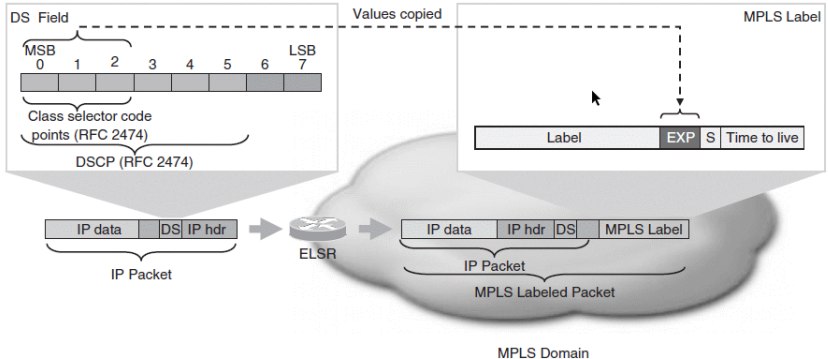 DS Field
Values copied
MPLS Label
MSB
LSB
0 1 2 3 4 5 6 7
Class selector code
points (RFC 2474)
DSCP (RFC 2474)
Label EXP S Time to live
IP data DS IP hdr
IP Packet
ELSR
IP data IP hdr DS MPLS Label
IP Packet
MPLS Labeled Packet
MPLS Domain